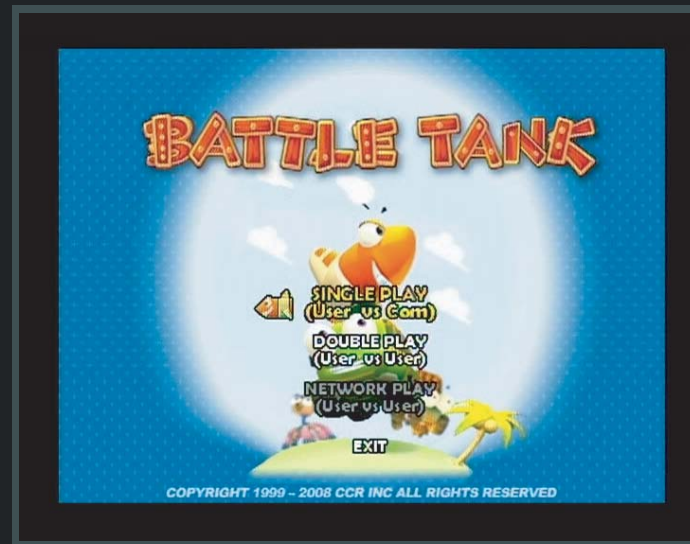 BATTLE TANK
SINGLE PLAY
(User vs Com)
DOUBLE PLAY
(User vs User)
NETWORK PLAY
(User vs User)
EXIT
COPYRIGHT 1999 - 2008 CCR INC ALL RIGHTS RESERVED